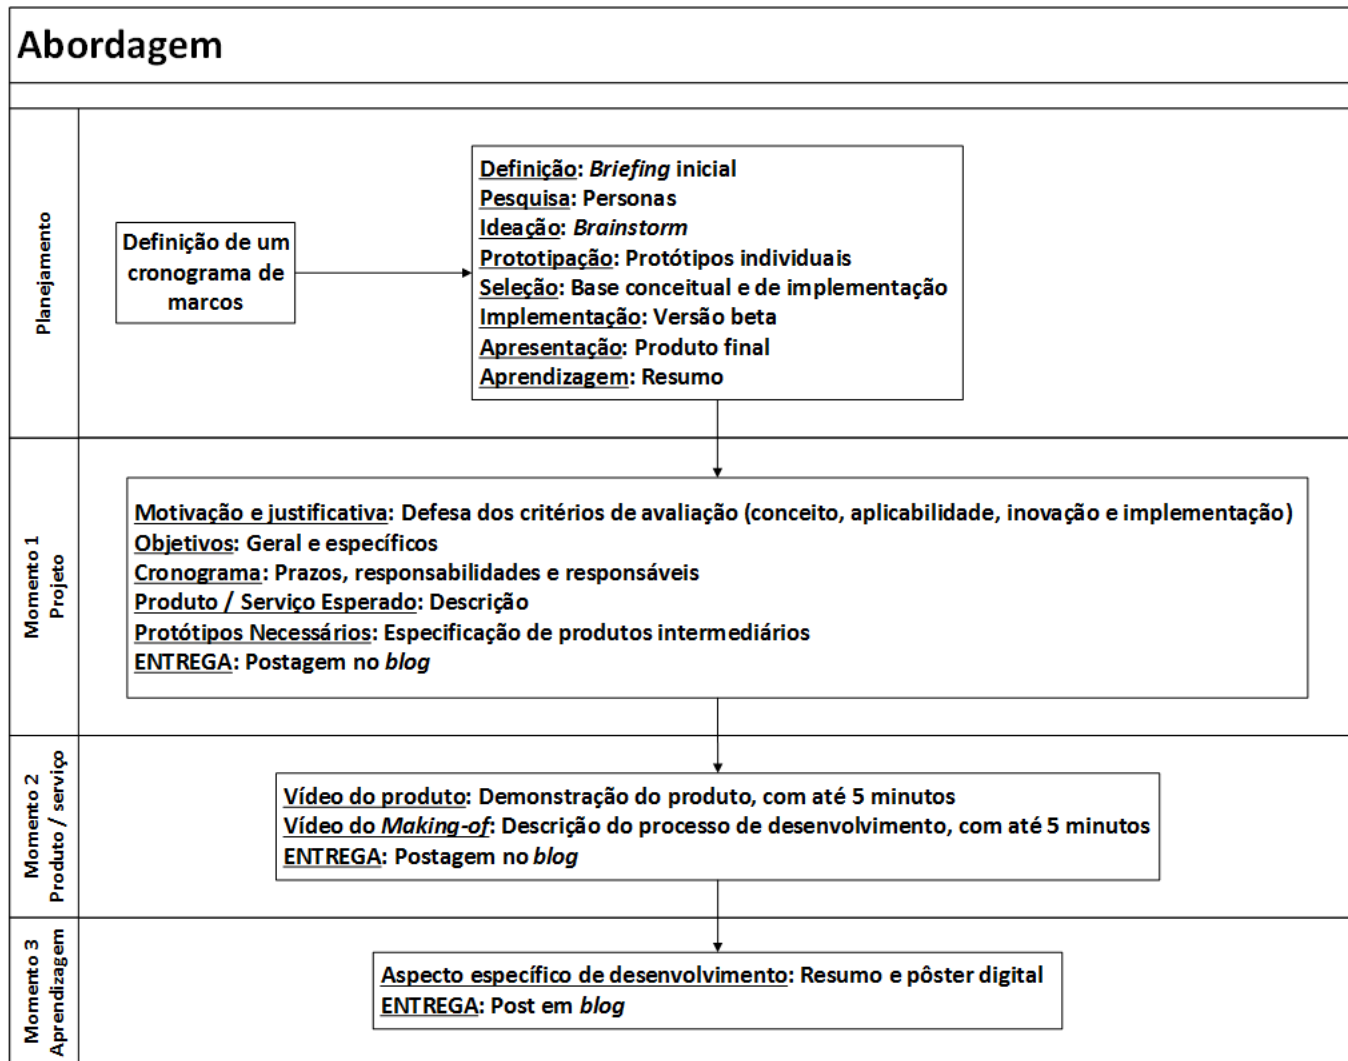 Abordagem
Planejamento
Definição de um
cronograma de
marcos
Definição: Briefing inicial
Pesquisa: Personas
Ideação: Brainstorm
Prototipação: Protótipos individuais
Seleção: Base conceitual e de implementação
Implementação: Versão beta
Apresentação: Produto final
Aprendizagem: Resumo
Momento 1
Projeto
Motivação e justificativa: Defesa dos critérios de avaliação (conceito, aplicabilidade, inovação e implementação)
Objetivos: Geral e específicos
Cronograma: Prazos, responsabilidades e responsáveis
Produto / Serviço Esperado: Descrição
Protótipos Necessários: Especificação de produtos intermediários
ENTREGA: Postagem no blog
Momento 2
Produto / serviço
Vídeo do produto: Demonstração do produto, com até 5 minutos
Vídeo do Making-of: Descrição do processo de desenvolvimento, com até 5 minutos
ENTREGA: Postagem no blog
Momento 3
Aprendizagem
Aspecto específico de desenvolvimento: Resumo e pôster digital
ENTREGA: Post em blog